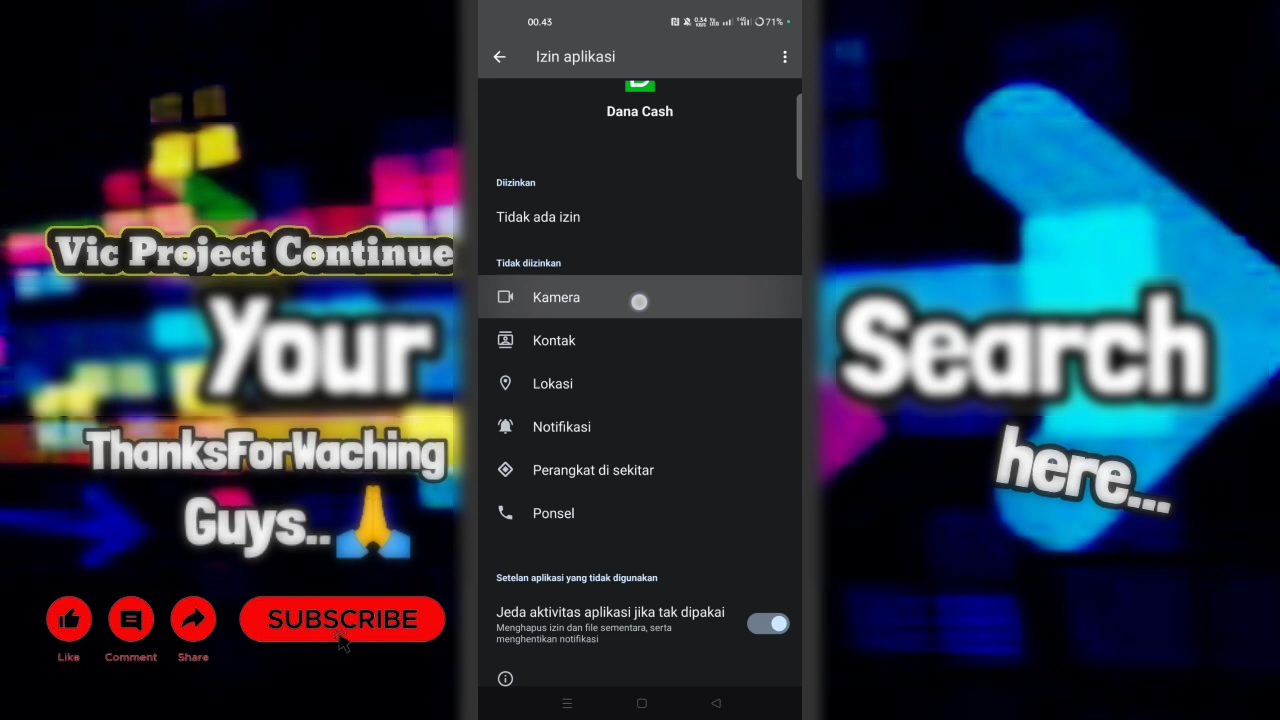 00.43
71%
Izin aplikasi
Dana Cash
Diizinkan
Tidak ada izin
Tidak diizinkan
Kamera
Kontak
Lokasi
Notifikasi
Perangkat di sekitar
Ponsel
Setelan aplikasi yang tidak digunakan
Jeda aktivitas aplikasi jika tak dipakai
Menghapus izin dan file sementara, serta
menghentikan notifikasi
Vic Project Continue
Your
ThanksForWaching
Guys..🙏
SUBSCRIBE
Like
Comment
Share
Search
here...